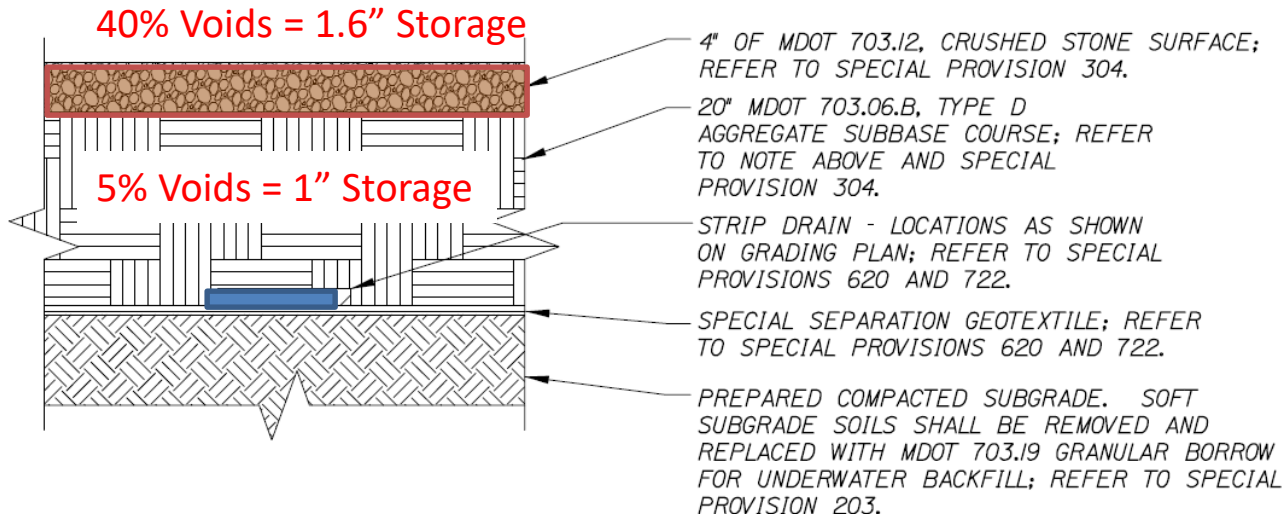 40% Voids = 1.6” Storage
5% Voids = 1” Storage
4" OF MDOT 703.12, CRUSHED STONE SURFACE;
REFER TO SPECIAL PROVISION 304.
20" MDOT 703.06.B, TYPE D
AGGREGATE SUBBASE COURSE; REFER
TO NOTE ABOVE AND SPECIAL
PROVISION 304.
STRIP DRAIN - LOCATIONS AS SHOWN
ON GRADING PLAN; REFER TO SPECIAL
PROVISIONS 620 AND 722.
SPECIAL SEPARATION GEOTEXTILE; REFER
TO SPECIAL PROVISIONS 620 AND 722.
PREPARED COMPACTED SUBGRADE. SOFT
SUBGRADE SOILS SHALL BE REMOVED AND
REPLACED WITH MDOT 703.19 GRANULAR BORROW
FOR UNDERWATER BACKFILL; REFER TO SPECIAL
PROVISION 203.